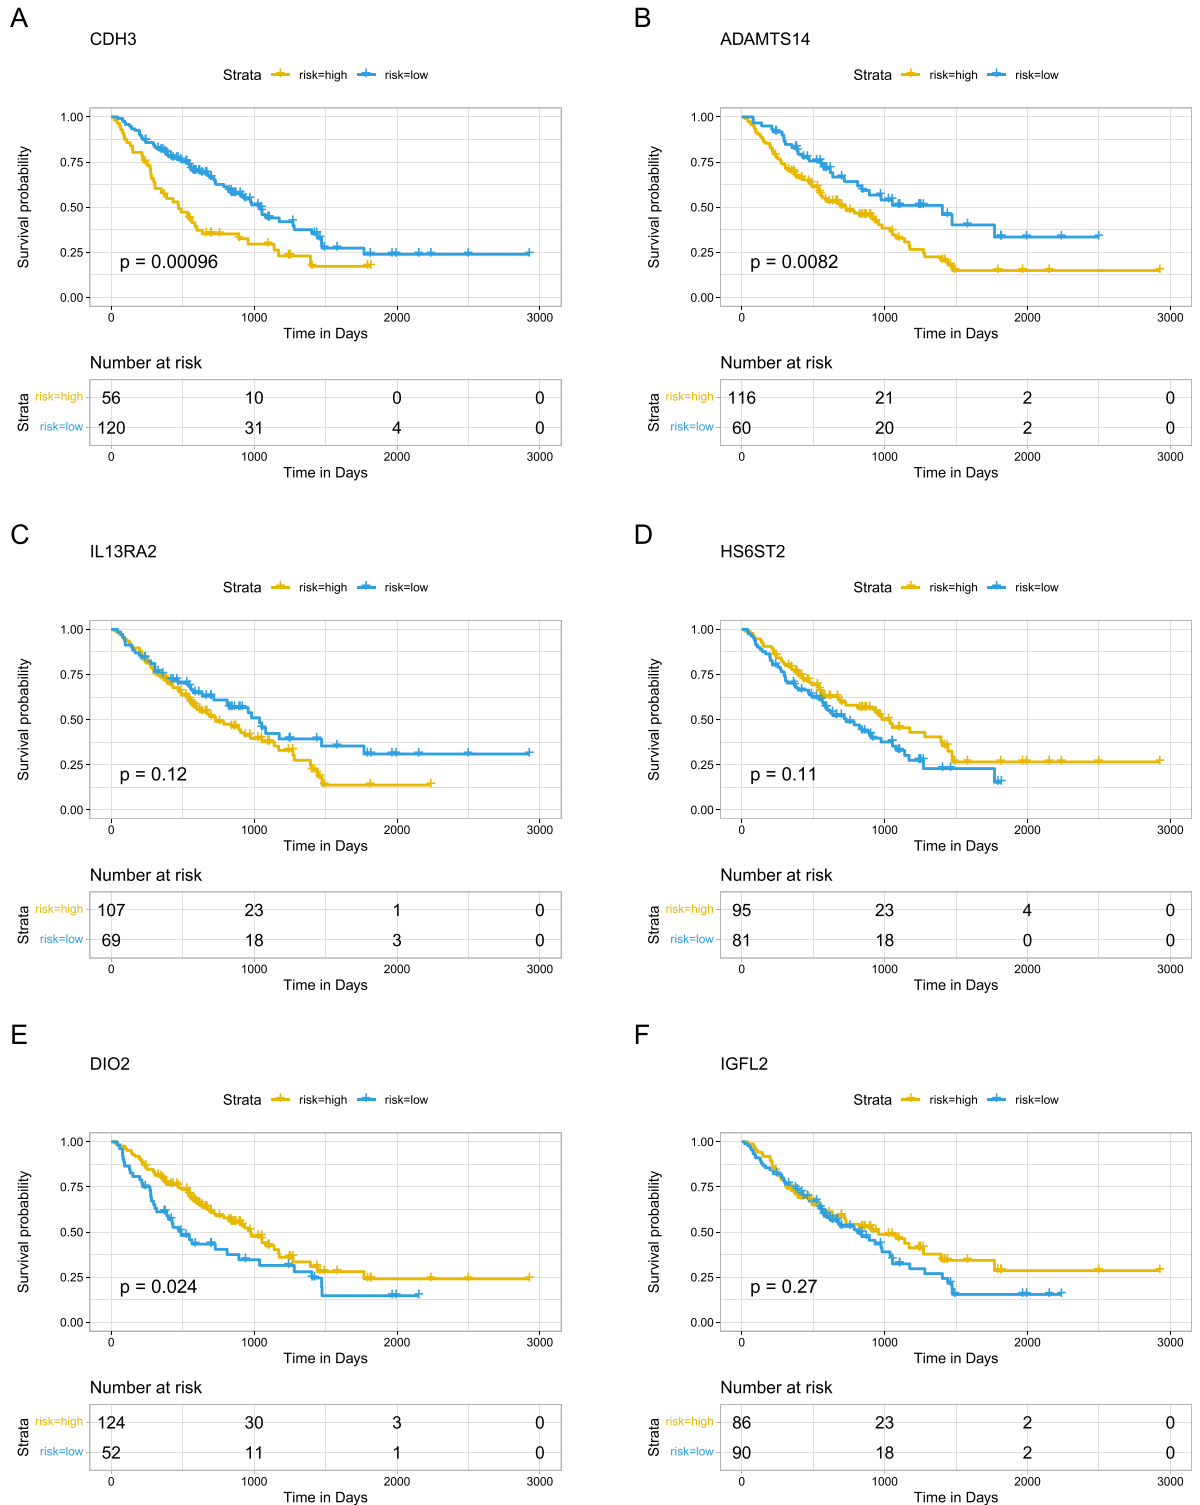 A
CDH3
Strata risk=high risk=low
1.00
0.75
0.50
0.25
0.00
Survival probability
p = 0.00096
0 1000 2000 3000
Time in Days
Number at risk
Strata
risk=high 56 10 0 0
risk=low 120 31 4 0
0 1000 2000 3000
Time in Days
B
ADAMTS14
Strata risk=high risk=low
1.00
0.75
0.50
0.25
0.00
Survival probability
p = 0.0082
0 1000 2000 3000
Time in Days
Number at risk
Strata
risk=high 116 21 2 0
risk=low 60 20 2 0
0 1000 2000 3000
Time in Days
C
IL13RA2
Strata risk=high risk=low
1.00
0.75
0.50
0.25
0.00
Survival probability
p = 0.12
0 1000 2000 3000
Time in Days
Number at risk
Strata
risk=high 107 23 1 0
risk=low 69 18 3 0
0 1000 2000 3000
Time in Days
D
HS6ST2
Strata risk=high risk=low
1.00
0.75
0.50
0.25
0.00
Survival probability
p = 0.11
0 1000 2000 3000
Time in Days
Number at risk
Strata
risk=high 95 23 4 0
risk=low 81 18 0 0
0 1000 2000 3000
Time in Days
E
DIO2
Strata risk=high risk=low
1.00
0.75
0.50
0.25
0.00
Survival probability
p = 0.024
0 1000 2000 3000
Time in Days
Number at risk
Strata
risk=high 124 30 3 0
risk=low 52 11 1 0
0 1000 2000 3000
Time in Days
F
IGFL2
Strata risk=high risk=low
1.00
0.75
0.50
0.25
0.00
Survival probability
p = 0.27
0 1000 2000 3000
Time in Days
Number at risk
Strata
risk=high 86 23 2 0
risk=low 90 18 2 0
0 1000 2000 3000
Time in Days